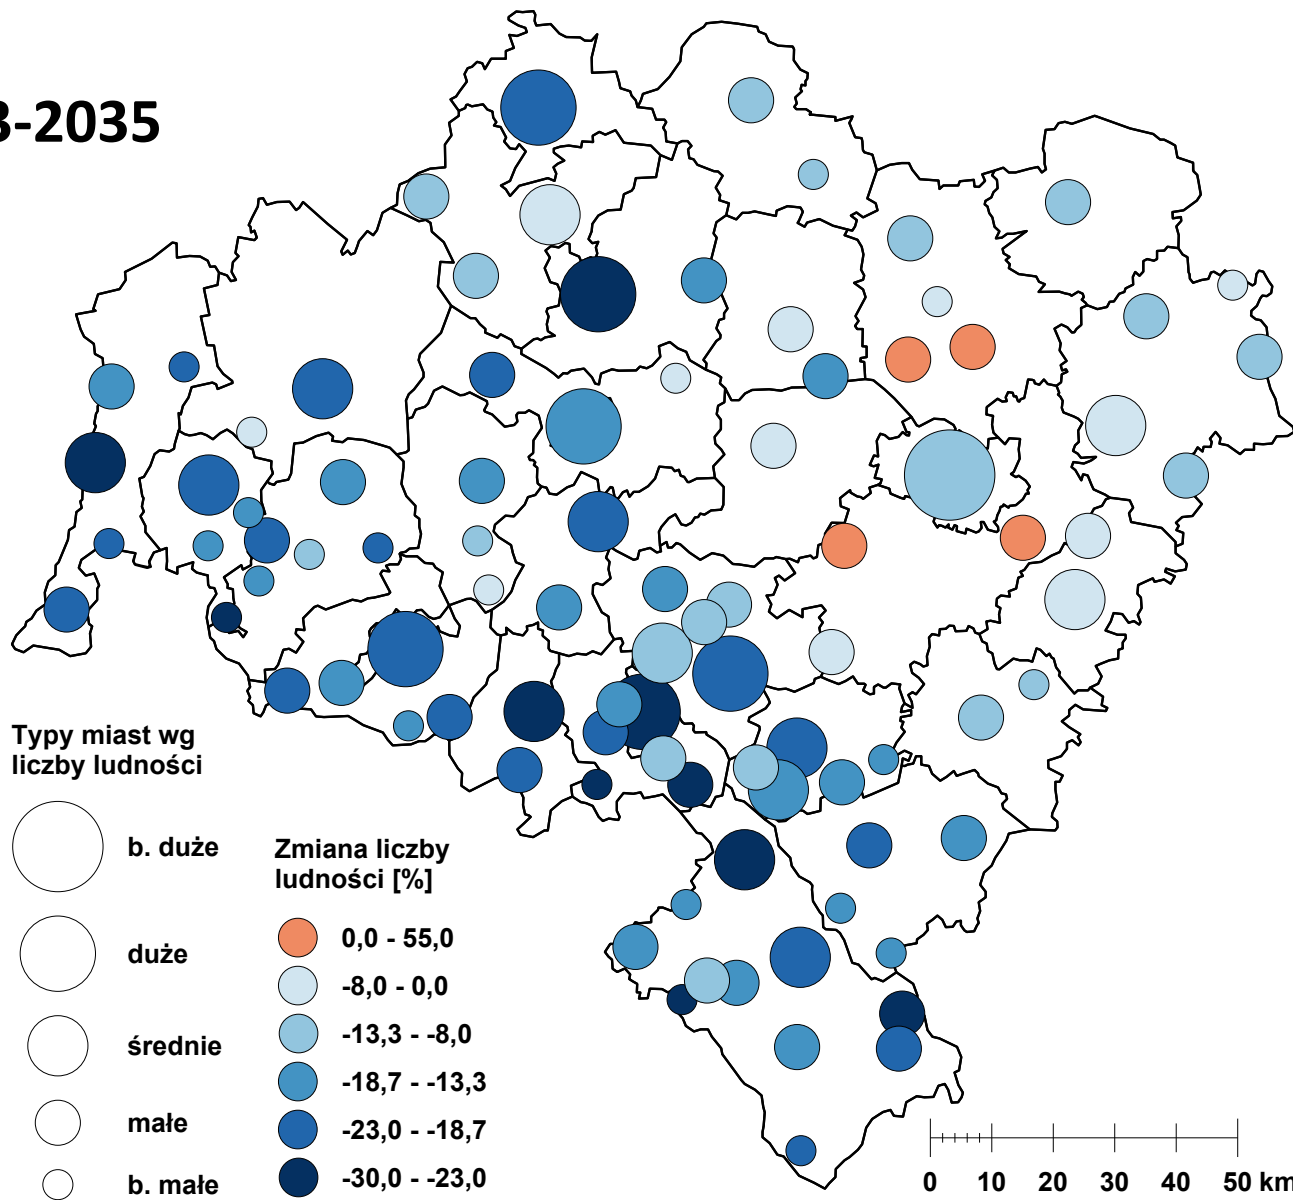 3-2035
Typy miast wg
liczby ludności
b. duże
duże
średnie
małe
b. małe
Zmiana liczby
ludności [%]
0,0 - 55,0
-8,0 - 0,0
-13,3 - -8,0
-18,7 - -13,3
-23,0 - -18,7
-30,0 - -23,0
0 10 20 30 40 50 km